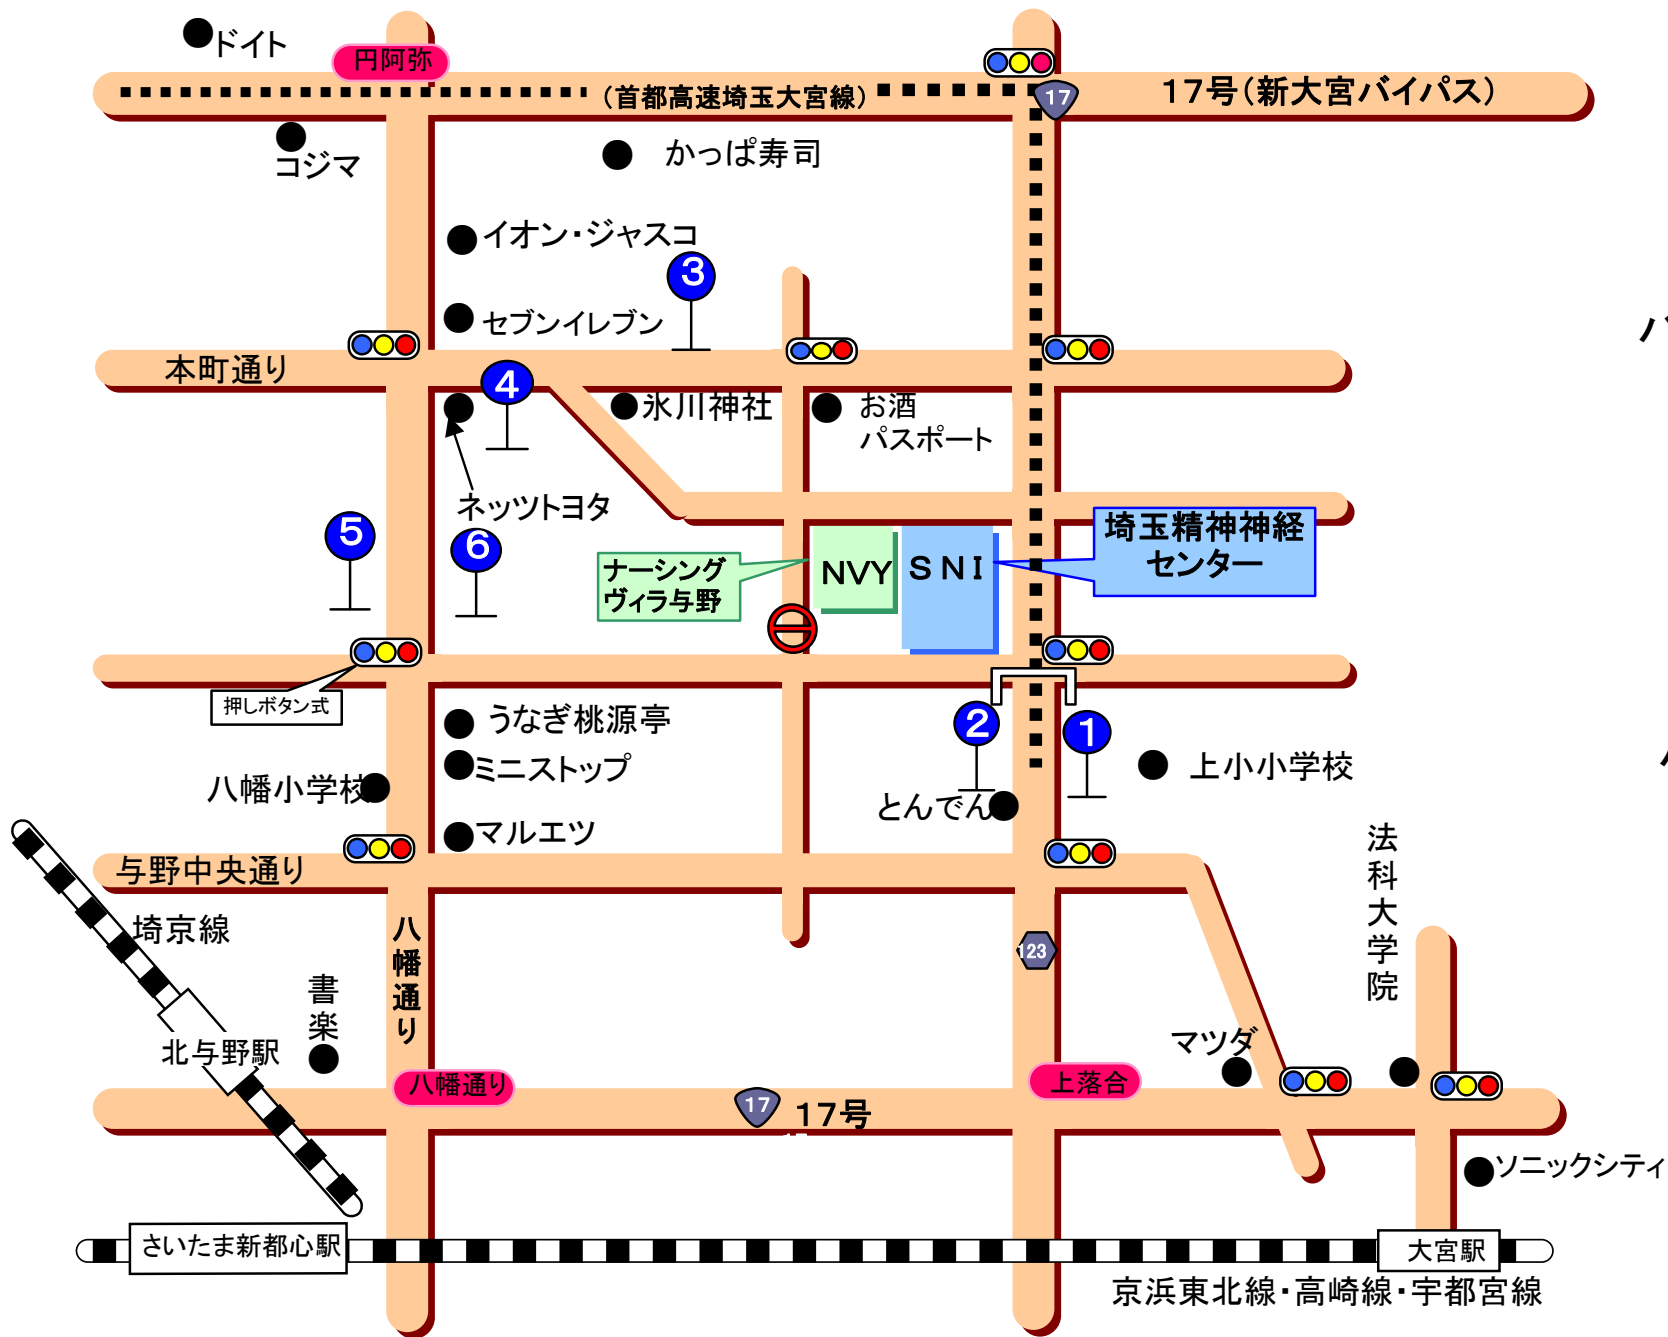 ドイト
円阿弥
(首都高速埼玉大宮線)
17
17号(新大宮バイパス)
コジマ
かっぱ寿司
イオン・ジャスコ
3
セブンイレブン
本町通り
4
氷川神社
お酒
パスポート
ネッツトヨタ
5
6
ナーシング
ヴィラ与野
NVY
SNI
埼玉精神神経
センター
押しボタン式
うなぎ桃源亭
2
1
ミニストップ
上小小学校
八幡小学校
とんでん
マルエツ
与野中央通り
法科大学院
埼京線
八幡通り
123
書楽
北与野駅
マツダ
八幡通り
17
17号
上落合
ソニックシティ
さいたま新都心駅
大宮駅
京浜東北線・高崎線・宇都宮線